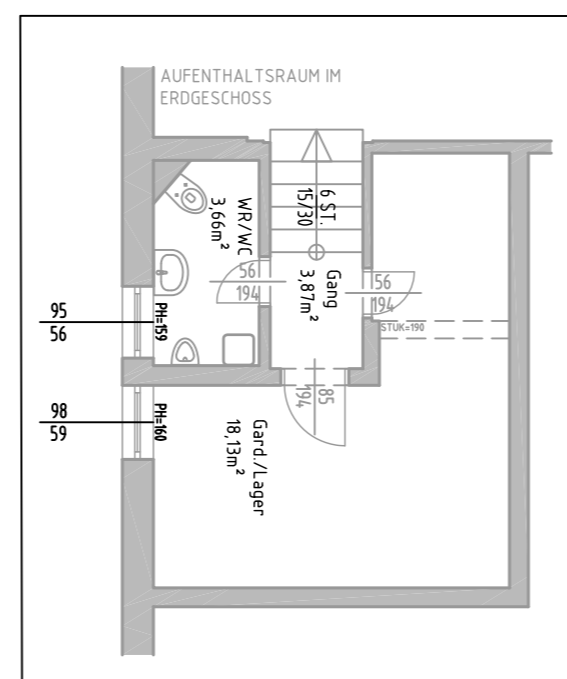 AUFENTHALTSRAUM IM
ERDGESCHOSS
6 ST.
15/30
WR/WC
3,66m²
Gang
3,87m²
56
194
56
194
STUK=190
95
56
PH=159
85
194
98
59
PH=160
Gard./Lager
18,13m²